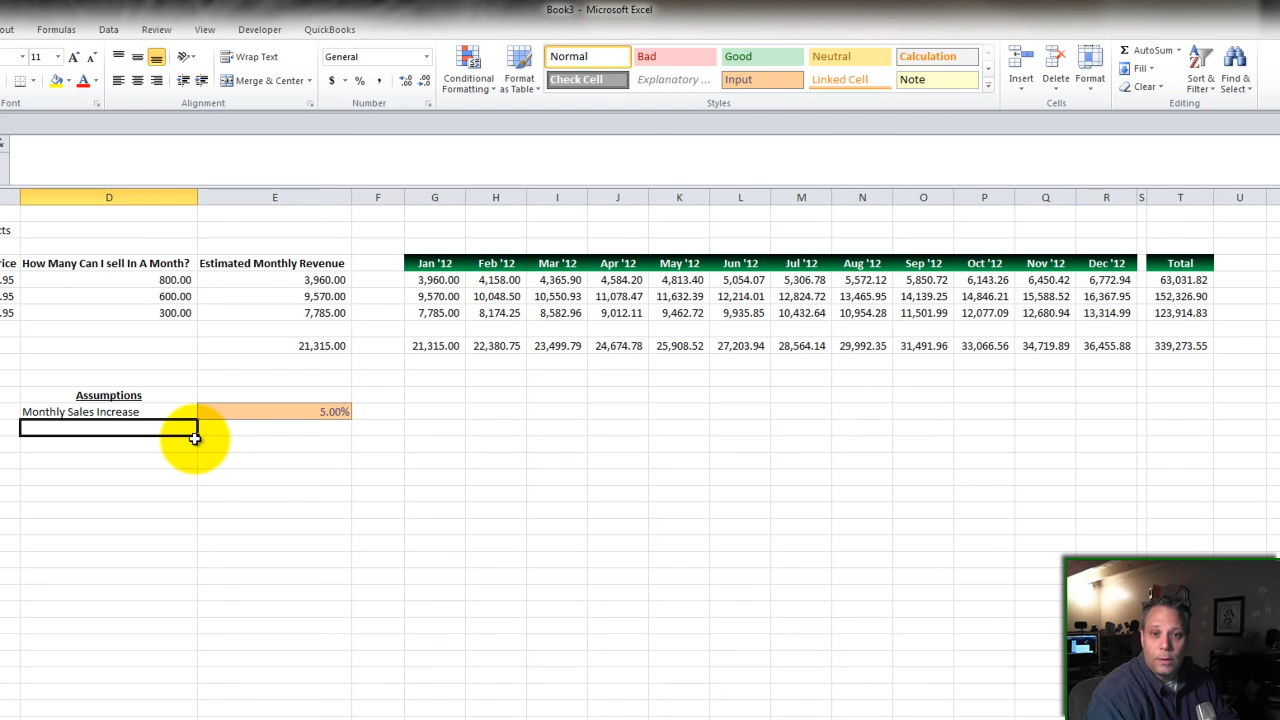 Book3 - Microsoft Excel
out Formulas Data Review View Developer QuickBooks
11 A A Wrap Text General Normal Bad Good Neutral Calculation AutoSum
Merge & Center $ % , Conditional Formatting Format as Table Check Cell Explanatory ... Input Linked Cell Note Insert Delete Format Fill Clear Sort & Filter Find & Select
Font Alignment Number Styles Cells Editing
D E F G H I J K L M N O P Q R S T U
cts
rice How Many Can I sell In A Month? Estimated Monthly Revenue Jan '12 Feb '12 Mar '12 Apr '12 May '12 Jun '12 Jul '12 Aug '12 Sep '12 Oct '12 Nov '12 Dec '12 Total
.95 800.00 3,960.00 3,960.00 4,158.00 4,365.90 4,584.20 4,813.40 5,054.07 5,306.78 5,572.12 5,850.72 6,143.26 6,450.42 6,772.94 63,031.82
.95 600.00 9,570.00 9,570.00 10,048.50 10,550.93 11,078.47 11,632.39 12,214.01 12,824.72 13,465.95 14,139.25 14,846.21 15,588.52 16,367.95 152,326.90
.95 300.00 7,785.00 7,785.00 8,174.25 8,582.96 9,012.11 9,462.72 9,935.85 10,432.64 10,954.28 11,501.99 12,077.09 12,680.94 13,314.99 123,914.83
21,315.00 21,315.00 22,380.75 23,499.79 24,674.78 25,908.52 27,203.94 28,564.14 29,992.35 31,491.96 33,066.56 34,719.89 36,455.88 339,273.55
Assumptions
Monthly Sales Increase 5.00%